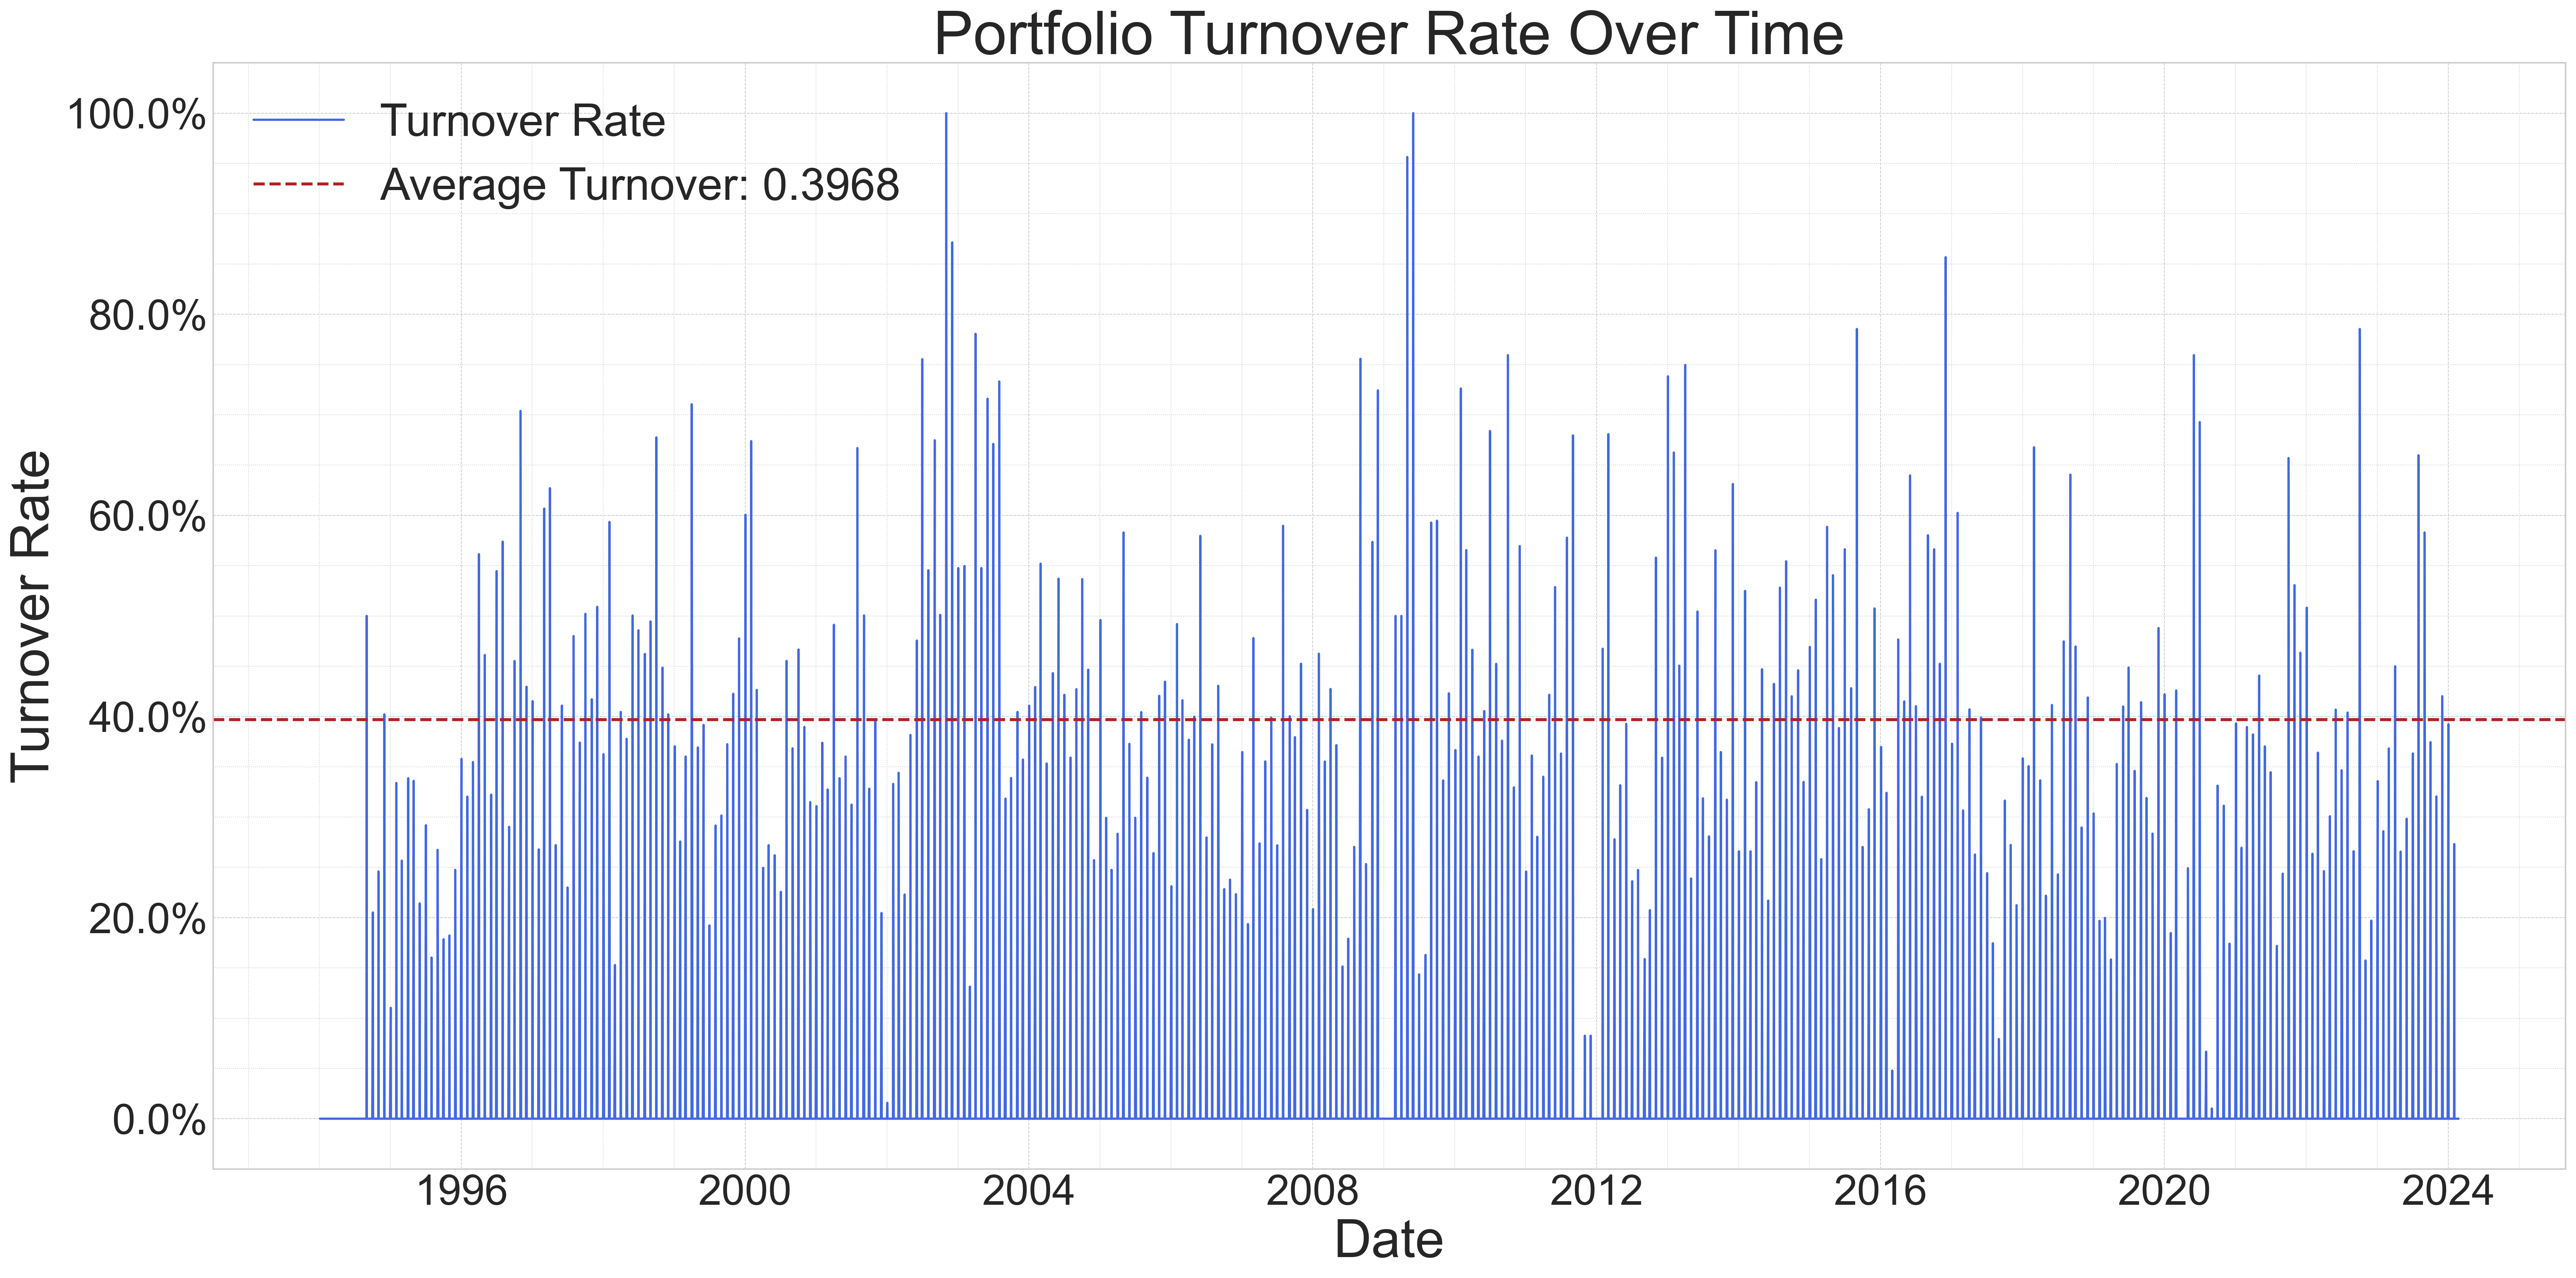 Portfolio Turnover Rate Over Time
Turnover Rate
Average Turnover: 0.3968
100.0%
80.0%
60.0%
40.0%
20.0%
0.0%
Turnover Rate
1996 2000 2004 2008 2012 2016 2020 2024
Date